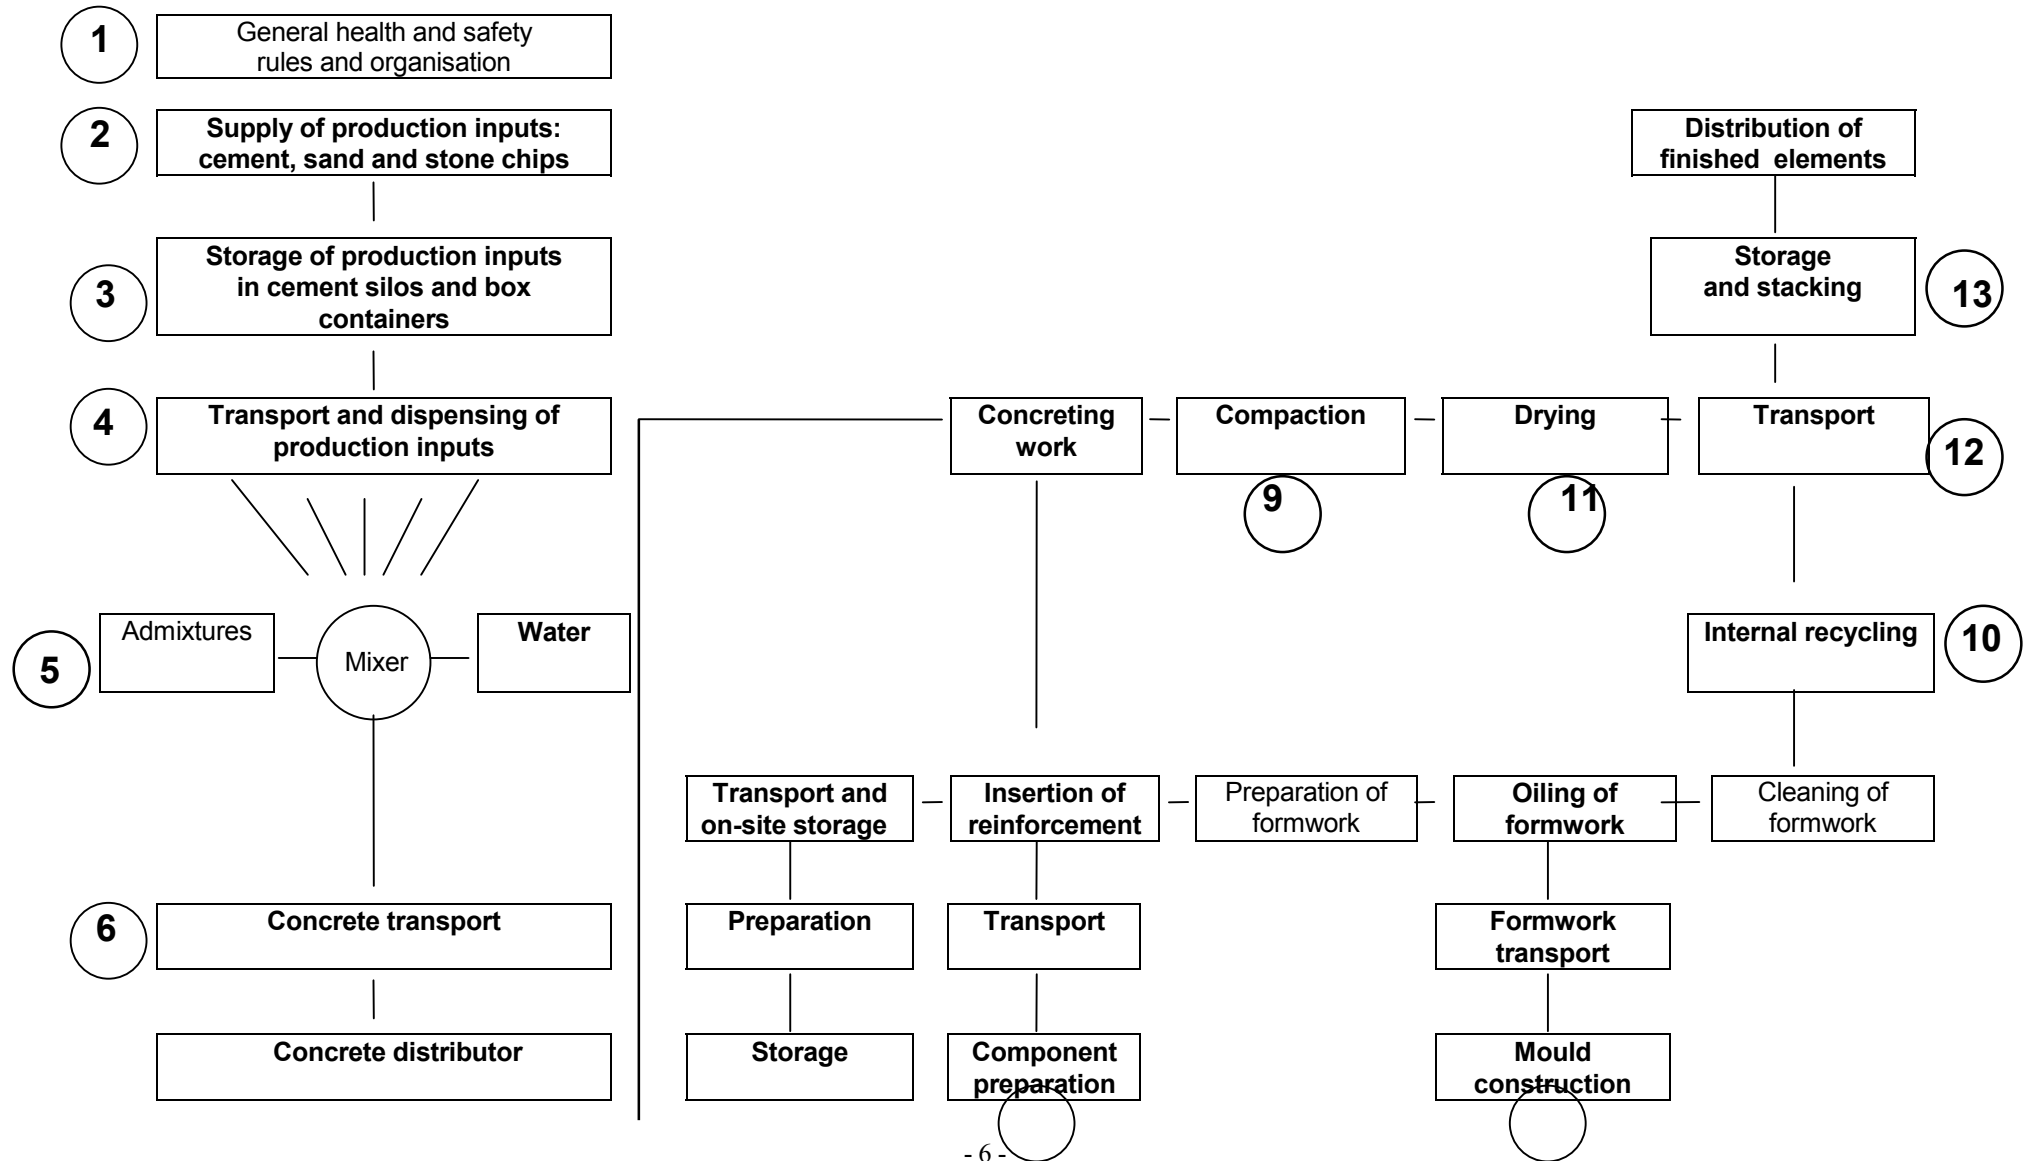 1
General health and safety
rules and organisation
2
Supply of production inputs:
cement, sand and stone chips
Distribution of
finished elements
3
Storage of production inputs
in cement silos and box
containers
Storage
and stacking
13
4
Transport and dispensing of
production inputs
Concreting
work
Compaction
9
Drying
11
Transport
12
5
Admixtures
Mixer
Water
Internal recycling
10
Transport and
on-site storage
Insertion of
reinforcement
Preparation of
formwork
Oiling of
formwork
Cleaning of
formwork
6
Concrete transport
Preparation
Transport
Formwork
transport
Concrete distributor
Storage
Component
preparation
Mould
construction
- 6 -